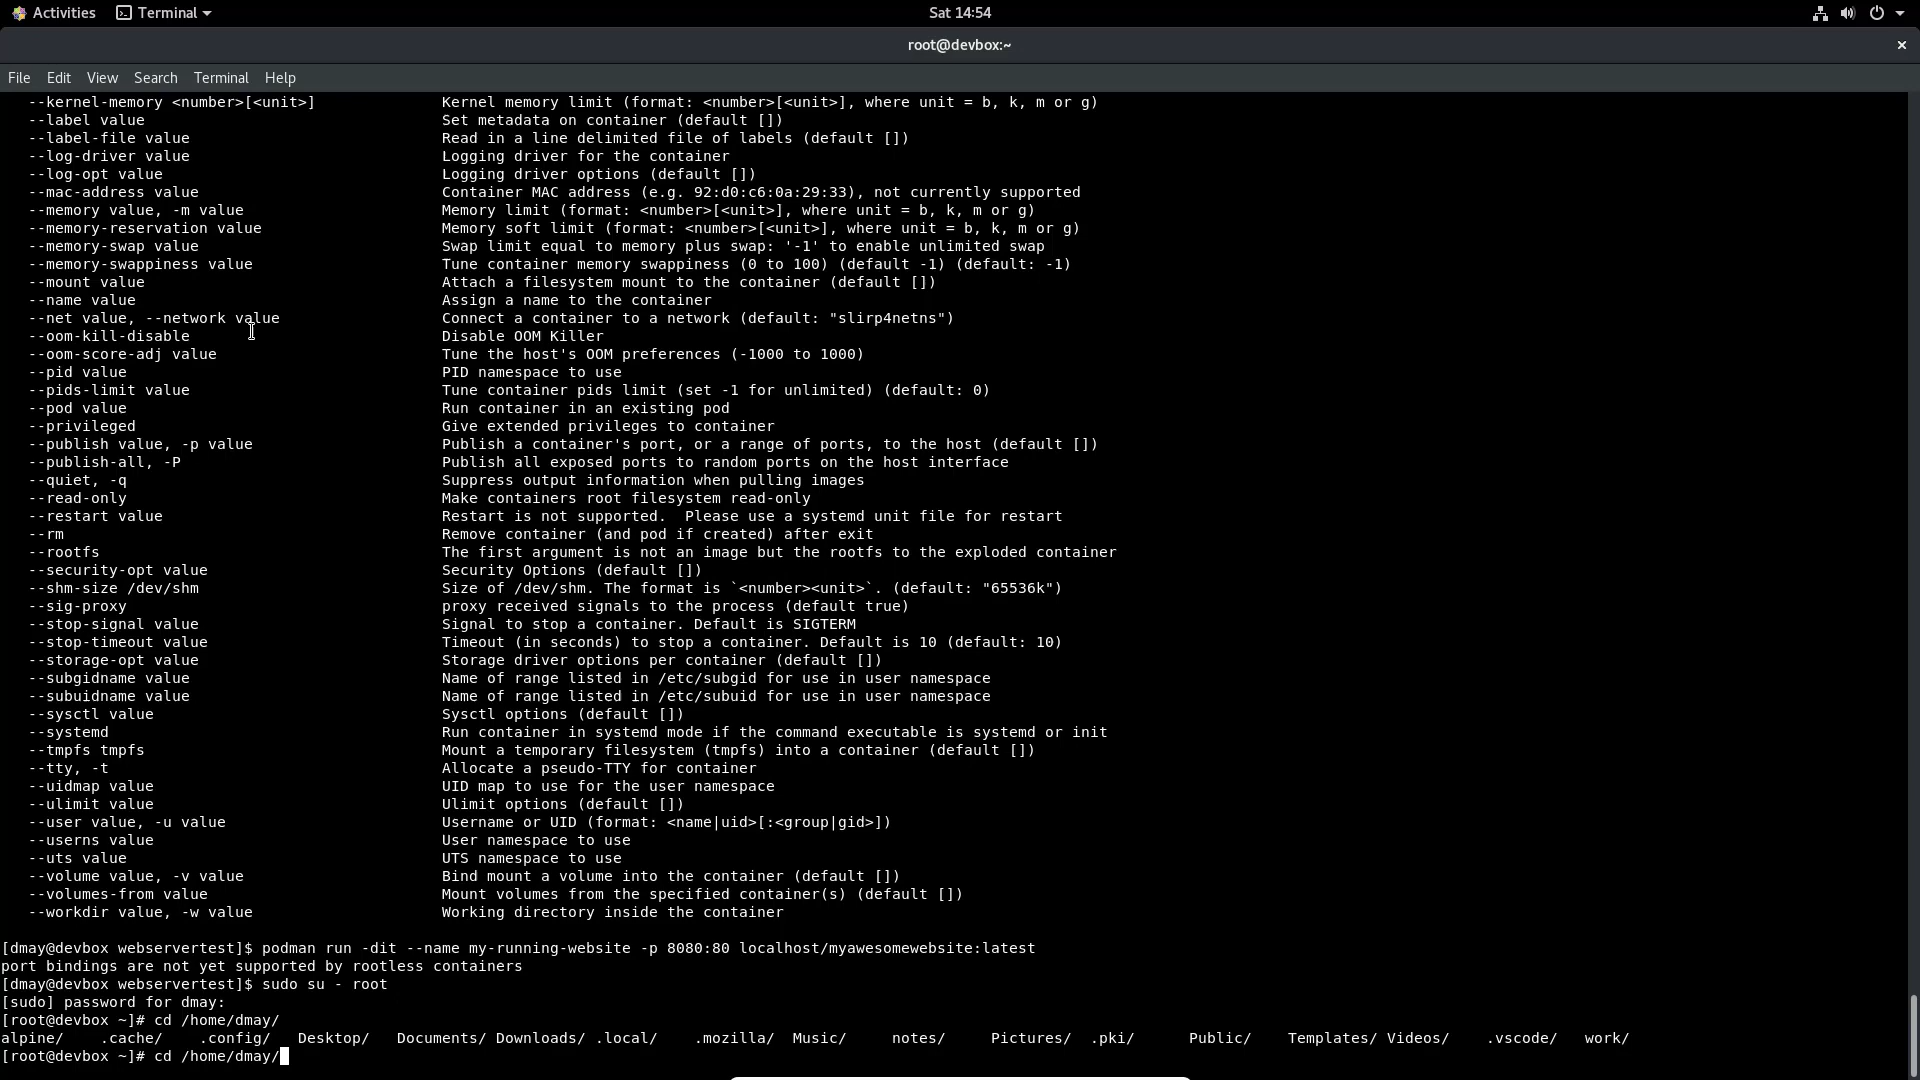 Activities Terminal Sat 14:54
root@devbox:~ ×
File Edit View Search Terminal Help
--kernel-memory <number>[<unit>] Kernel memory limit (format: <number>[<unit>], where unit = b, k, m or g)
--label value Set metadata on container (default [])
--label-file value Read in a line delimited file of labels (default [])
--log-driver value Logging driver for the container
--log-opt value Logging driver options (default [])
--mac-address value Container MAC address (e.g. 92:d0:c6:0a:29:33), not currently supported
--memory value, -m value Memory limit (format: <number>[<unit>], where unit = b, k, m or g)
--memory-reservation value Memory soft limit (format: <number>[<unit>], where unit = b, k, m or g)
--memory-swap value Swap limit equal to memory plus swap: '-1' to enable unlimited swap
--memory-swappiness value Tune container memory swappiness (0 to 100) (default -1) (default: -1)
--mount value Attach a filesystem mount to the container (default [])
--name value Assign a name to the container
--net value, --network value Connect a container to a network (default: "slirp4netns")
--oom-kill-disable Disable OOM Killer
--oom-score-adj value Tune the host's OOM preferences (-1000 to 1000)
--pid value PID namespace to use
--pids-limit value Tune container pids limit (set -1 for unlimited) (default: 0)
--pod value Run container in an existing pod
--privileged Give extended privileges to container
--publish value, -p value Publish a container's port, or a range of ports, to the host (default [])
--publish-all, -P Publish all exposed ports to random ports on the host interface
--quiet, -q Suppress output information when pulling images
--read-only Make containers root filesystem read-only
--restart value Restart is not supported.  Please use a systemd unit file for restart
--rm Remove container (and pod if created) after exit
--rootfs The first argument is not an image but the rootfs to the exploded container
--security-opt value Security Options (default [])
--shm-size /dev/shm Size of /dev/shm. The format is `<number><unit>`. (default: "65536k")
--sig-proxy proxy received signals to the process (default true)
--stop-signal value Signal to stop a container. Default is SIGTERM
--stop-timeout value Timeout (in seconds) to stop a container. Default is 10 (default: 10)
--storage-opt value Storage driver options per container (default [])
--subgidname value Name of range listed in /etc/subgid for use in user namespace
--subuidname value Name of range listed in /etc/subuid for use in user namespace
--sysctl value Sysctl options (default [])
--systemd Run container in systemd mode if the command executable is systemd or init
--tmpfs tmpfs Mount a temporary filesystem (tmpfs) into a container (default [])
--tty, -t Allocate a pseudo-TTY for container
--uidmap value UID map to use for the user namespace
--ulimit value Ulimit options (default [])
--user value, -u value Username or UID (format: <name|uid>[:<group|gid>])
--userns value User namespace to use
--uts value UTS namespace to use
--volume value, -v value Bind mount a volume into the container (default [])
--volumes-from value Mount volumes from the specified container(s) (default [])
--workdir value, -w value Working directory inside the container
[dmay@devbox webservertest]$ podman run -dit --name my-running-website -p 8080:80 localhost/myawesomewebsite:latest
port bindings are not yet supported by rootless containers
[dmay@devbox webservertest]$ sudo su - root
[sudo] password for dmay:
[root@devbox ~]# cd /home/dmay/
alpine/ .cache/ .config/ Desktop/ Documents/ Downloads/ .local/ .mozilla/ Music/ notes/ Pictures/ .pki/ Public/ Templates/ Videos/ .vscode/ work/
[root@devbox ~]# cd /home/dmay/